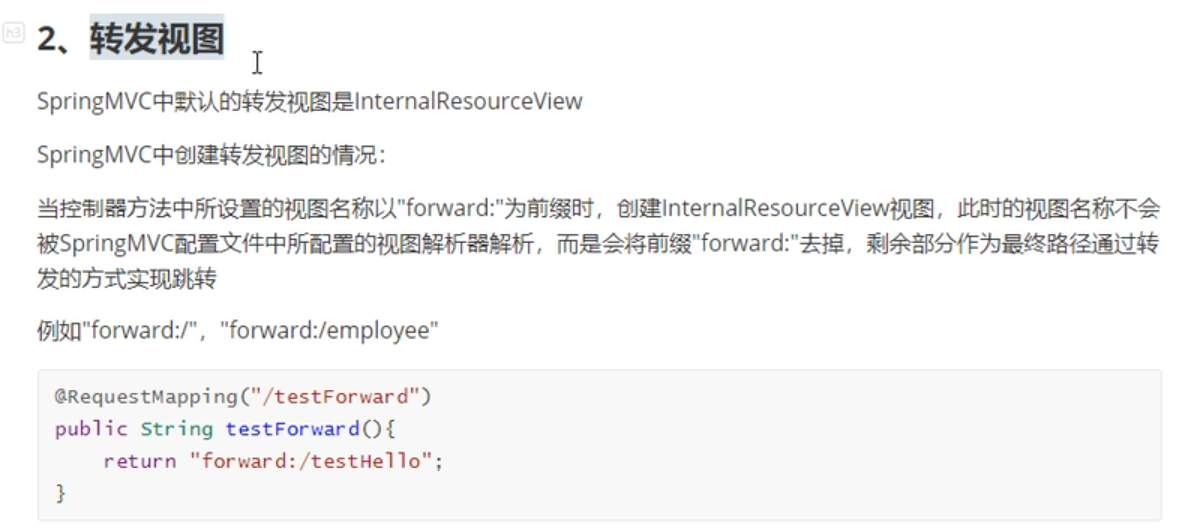 h3
2、转发视图
SpringMVC中默认的转发视图是InternalResourceView
SpringMVC中创建转发视图的情况：
当控制器方法中所设置的视图名称以"forward:"为前缀时，创建InternalResourceView视图，此时的视图名称不会
被SpringMVC配置文件中所配置的视图解析器解析，而是会将前缀"forward:"去掉，剩余部分作为最终路径通过转
发的方式实现跳转
例如"forward:/"，"forward:/employee"
@RequestMapping("/testForward")
public String testForward(){
    return "forward:/testHello";
}